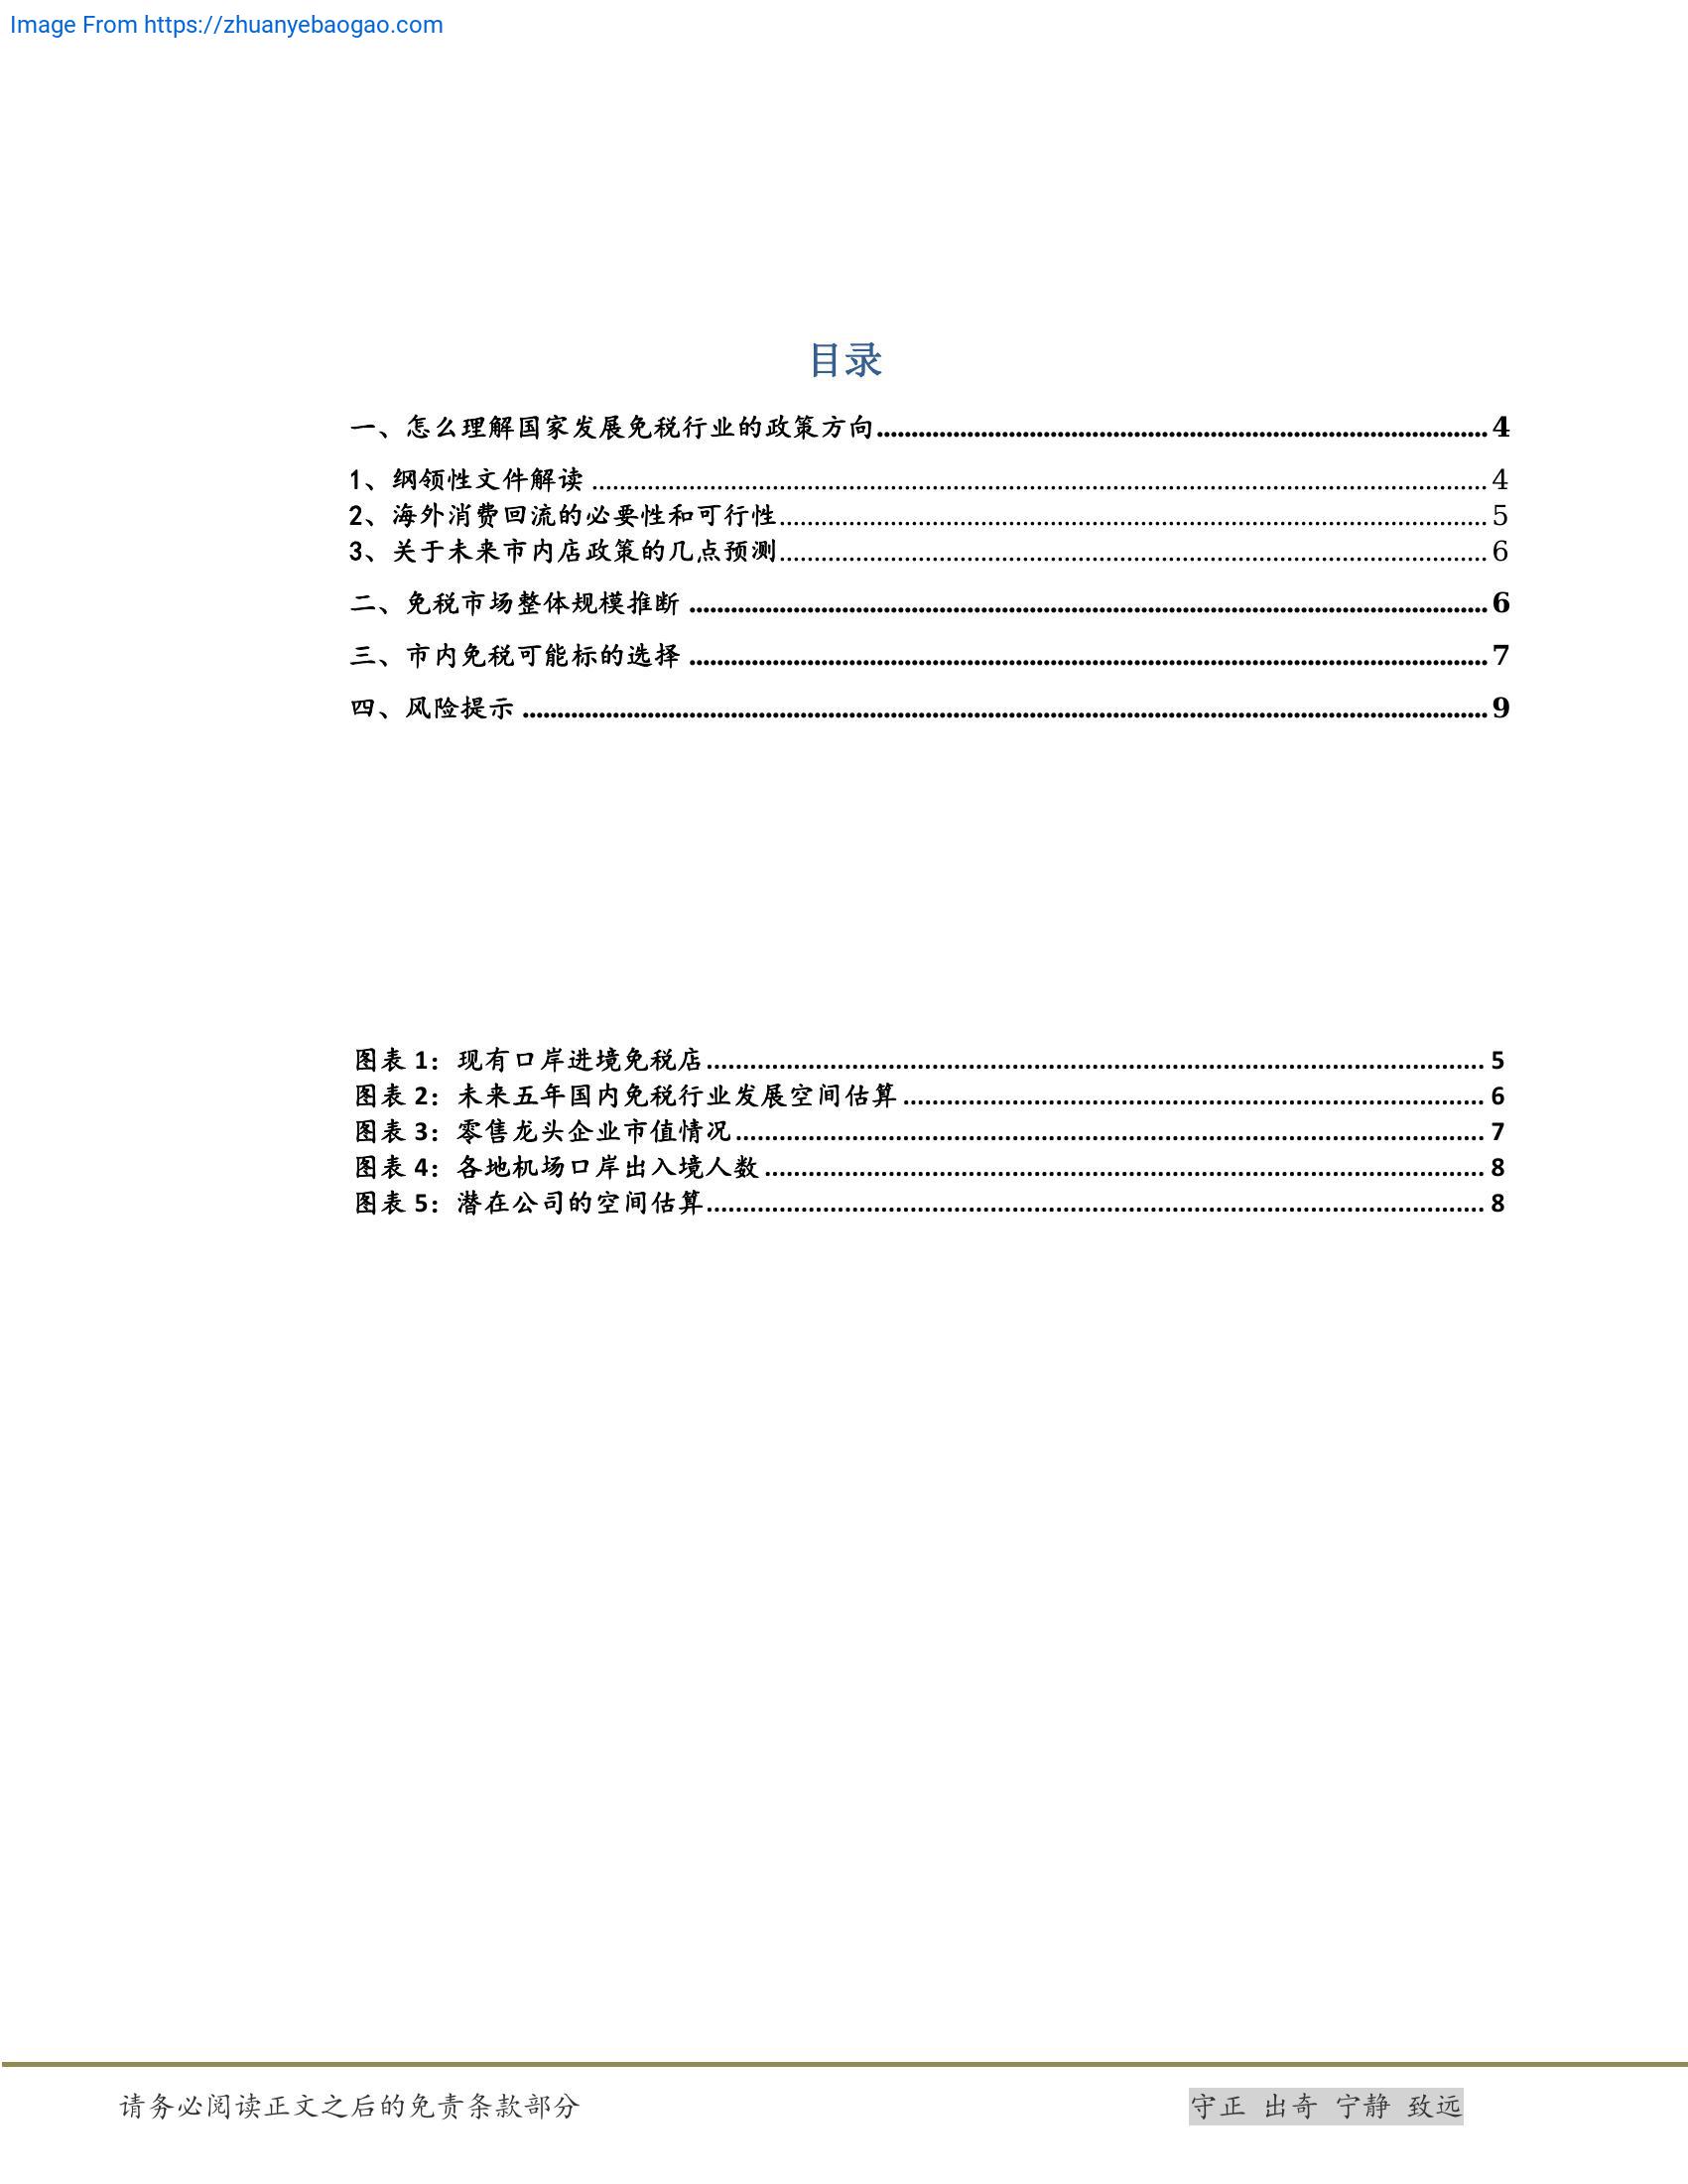 Image From https://zhuanyebaogao.com
目录
一、怎么理解国家发展免税行业的政策方向........................................4
1、纲领性文件解读........................................4
2、海外消费回流的必要性和可行性........................................5
3、关于未来市内店政策的几点预测........................................6
二、免税市场整体规模推断........................................6
三、市内免税可能标的选择........................................7
四、风险提示........................................9
图表 1：现有口岸进境免税店........................................5
图表 2：未来五年国内免税行业发展空间估算........................................6
图表 3：零售龙头企业市值情况........................................7
图表 4：各地机场口岸出入境人数........................................8
图表 5：潜在公司的空间估算........................................8
请务必阅读正文之后的免责条款部分 守正 出奇 宁静 致远